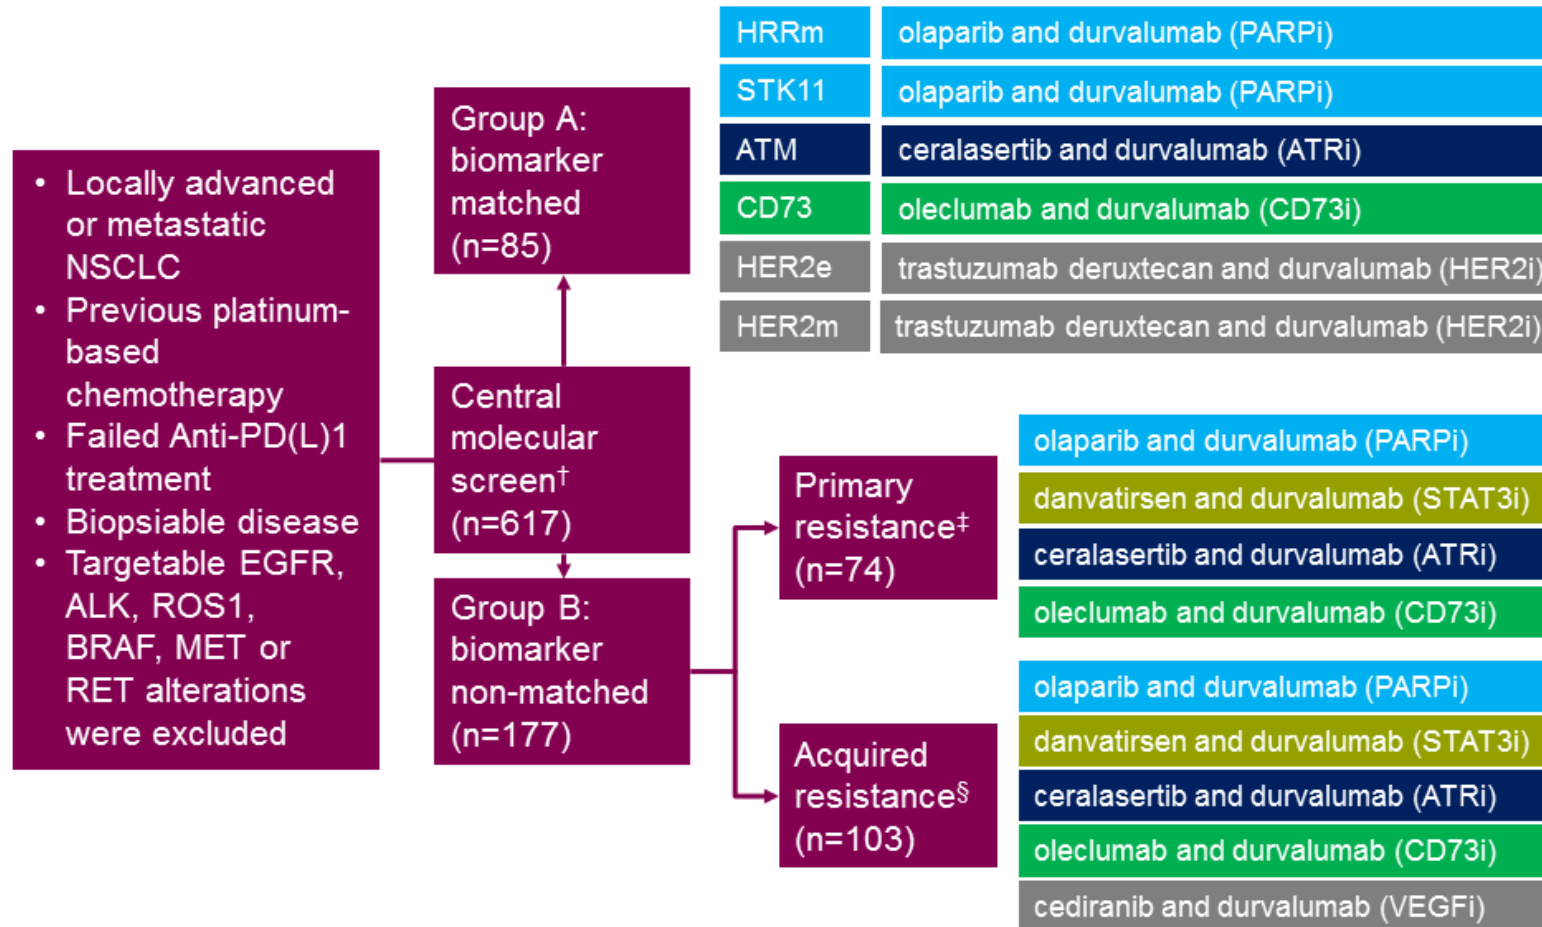 • Locally advanced
or metastatic
NSCLC
• Previous platinum-
based
chemotherapy
• Failed Anti-PD(L)1
treatment
• Biopsiable disease
• Targetable EGFR,
ALK, ROS1,
BRAF, MET or
RET alterations
were excluded
Central
molecular
screen†
(n=617)
Group A:
biomarker
matched
(n=85)
HRRm olaparib and durvalumab (PARPi)
STK11 olaparib and durvalumab (PARPi)
ATM ceralasertib and durvalumab (ATRi)
CD73 oleclumab and durvalumab (CD73i)
HER2e trastuzumab deruxtecan and durvalumab (HER2i)
HER2m trastuzumab deruxtecan and durvalumab (HER2i)
Group B:
biomarker
non-matched
(n=177)
Primary
resistance‡
(n=74)
olaparib and durvalumab (PARPi)
danvatirsen and durvalumab (STAT3i)
ceralasertib and durvalumab (ATRi)
oleclumab and durvalumab (CD73i)
Acquired
resistance§
(n=103)
olaparib and durvalumab (PARPi)
danvatirsen and durvalumab (STAT3i)
ceralasertib and durvalumab (ATRi)
oleclumab and durvalumab (CD73i)
cediranib and durvalumab (VEGFi)